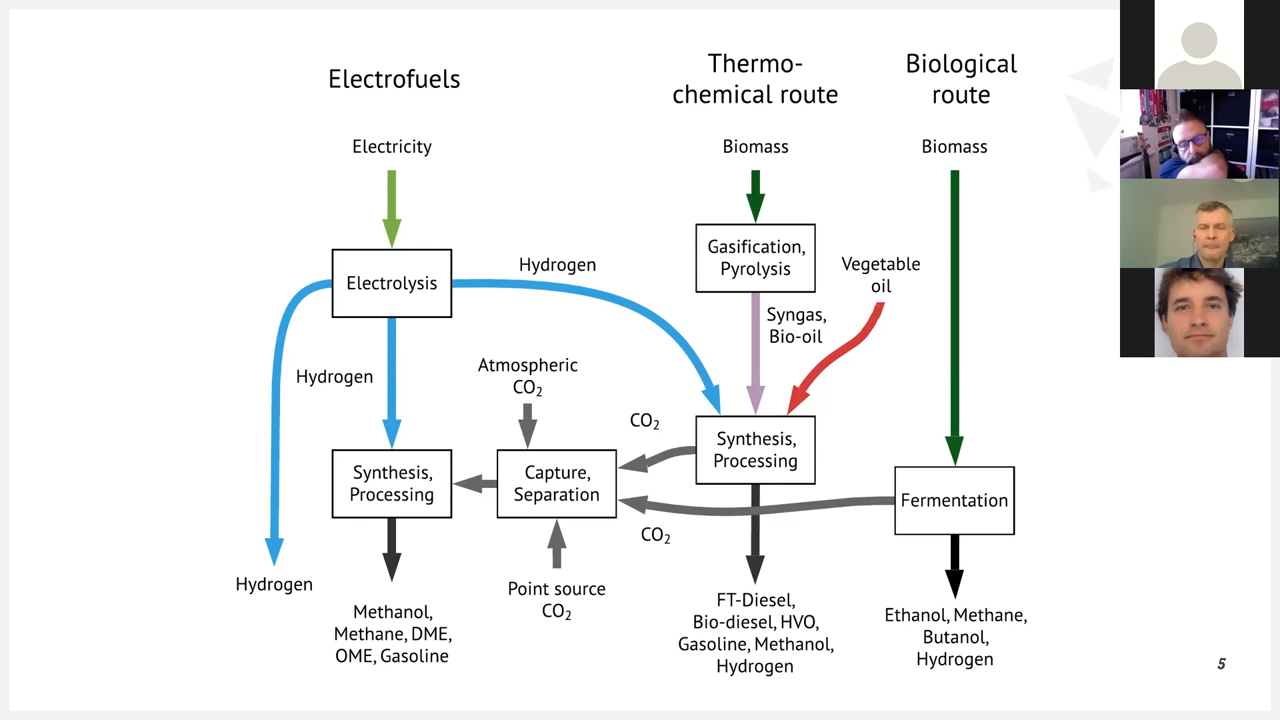 Electrofuels
Thermo-
chemical route
Biological
route
Electricity
Biomass
Biomass
Electrolysis
Hydrogen
Gasification,
Pyrolysis
Vegetable
oil
Syngas,
Bio-oil
Hydrogen
Atmospheric
CO₂
CO₂
Synthesis,
Processing
Capture,
Separation
Synthesis,
Processing
Fermentation
CO₂
Hydrogen
Point source
CO₂
Methanol,
Methane, DME,
OME, Gasoline
FT-Diesel,
Bio-diesel, HVO,
Gasoline, Methanol,
Hydrogen
Ethanol, Methane,
Butanol,
Hydrogen
5